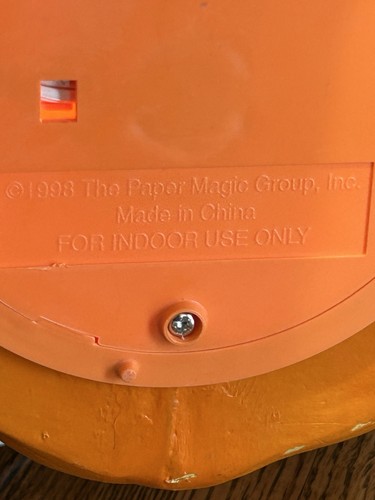 ©1998 The Paper Magic Group, Inc.
Made in China
FOR INDOOR USE ONLY